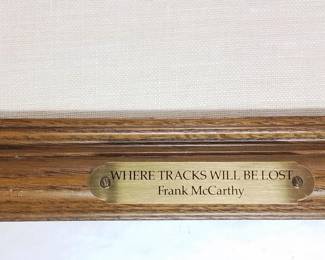 WHERE TRACKS WILL BE LOST
Frank McCarthy